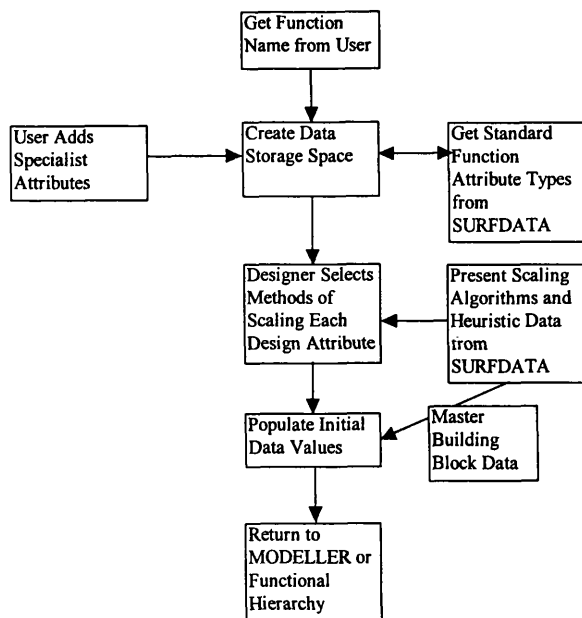 Get Function
Name from User
User Adds
Specialist
Attributes
Create Data
Storage Space
Get Standard
Function
Attribute Types
from
SURFDATA
Designer Selects
Methods of
Scaling Each
Design Attribute
Present Scaling
Algorithms and
Heuristic Data
from
SURFDATA
Populate Initial
Data Values
Master
Building
Block Data
Return to
MODELLER or
Functional
Hierarchy